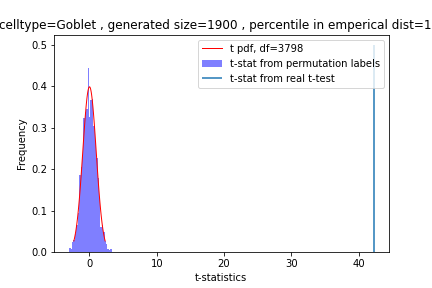 celltype=Goblet , generated size=1900 , percentile in emperical dist=1
t pdf, df=3798
t-stat from permutation labels
t-stat from real t-test
Frequency
0.5
0.4
0.3
0.2
0.1
0.0
0 10 20 30 40
t-statistics